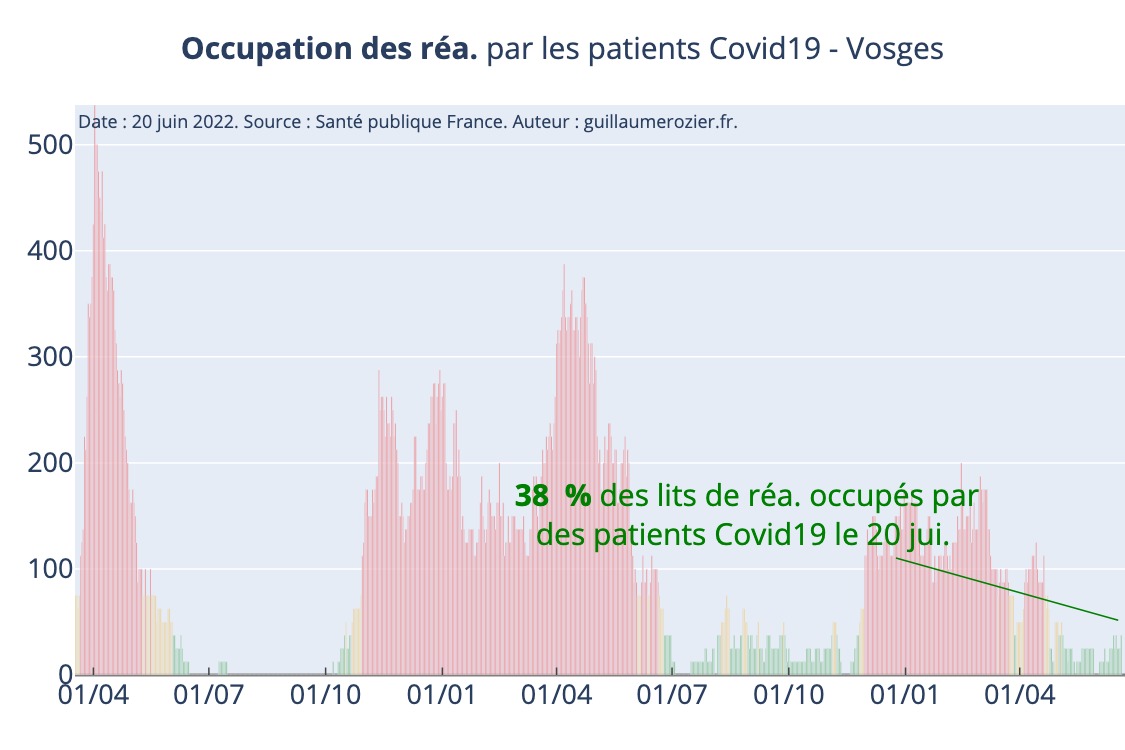 Occupation des réa. par les patients Covid19 - Vosges
Date : 20 juin 2022. Source : Santé publique France. Auteur : guillaumerozier.fr.
500
400
300
200
100
0
38 % des lits de réa. occupés par
des patients Covid19 le 20 jui.
01/04 01/07 01/10 01/01 01/04 01/07 01/10 01/01 01/04